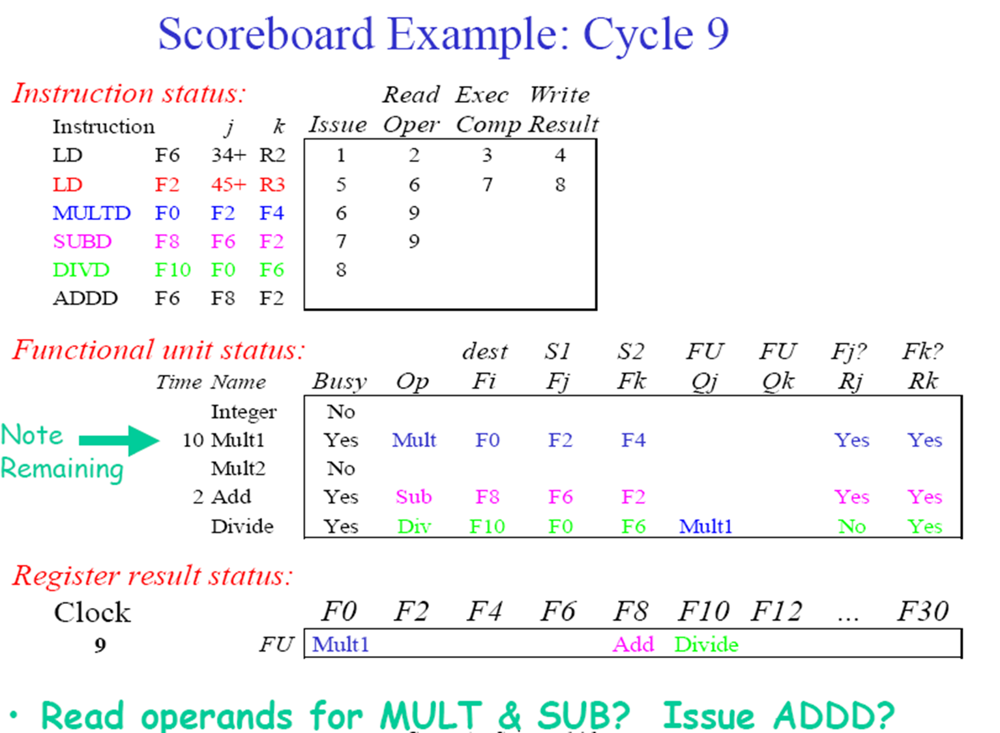 Scoreboard Example: Cycle 9
Instruction status: Read Exec Write
Instruction j k Issue Oper Comp Result
LD F6 34+ R2 1 2 3 4
LD F2 45+ R3 5 6 7 8
MULTD F0 F2 F4 6 9
SUBD F8 F6 F2 7 9
DIVD F10 F0 F6 8
ADDD F6 F8 F2
Functional unit status: dest S1 S2 FU FU Fj? Fk?
Time Name Busy Op Fi Fj Fk Qj Qk Rj Rk
Integer No
Note
10 Mult1 Yes Mult F0 F2 F4 Yes Yes
Remaining
Mult2 No
2 Add Yes Sub F8 F6 F2 Yes Yes
Divide Yes Div F10 F0 F6 Mult1 No Yes
Register result status:
Clock F0 F2 F4 F6 F8 F10 F12 ... F30
9 FU Mult1 Add Divide
• Read operands for MULT & SUB? Issue ADDD?